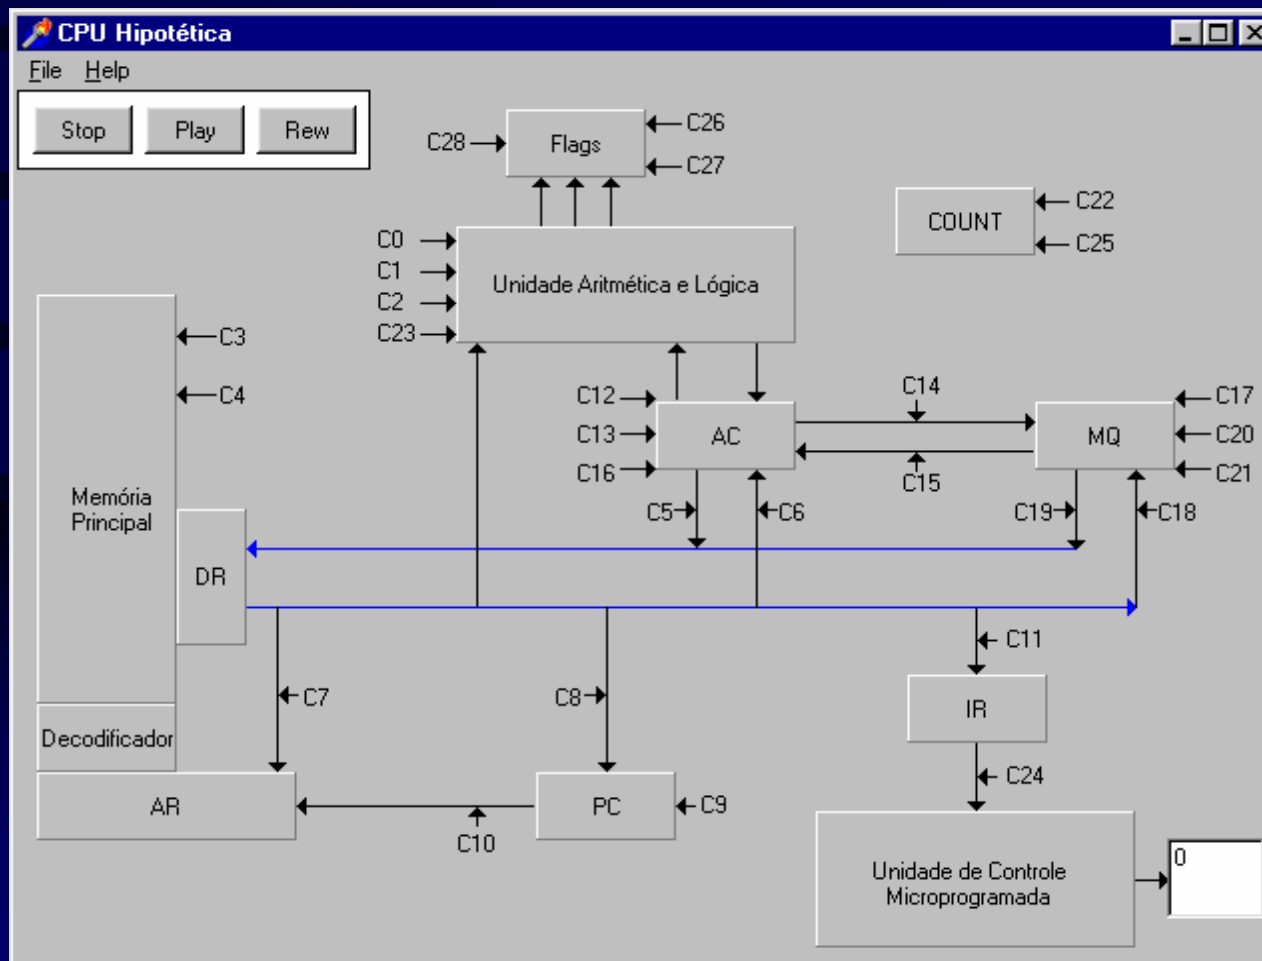 CPU Hipotética
File Help
Stop Play Rew
C28
Flags
C26
C27
COUNT
C22
C25
C0
C1
C2
C23
Unidade Aritmética e Lógica
C3
C4
C12
C13
C16
AC
C14
C15
MQ
C17
C20
C21
Memória
Principal
C5
C6
C19
C18
DR
C11
C7
C8
IR
Decodificador
C24
AR
PC
C9
C10
Unidade de Controle
Microprogramada
0